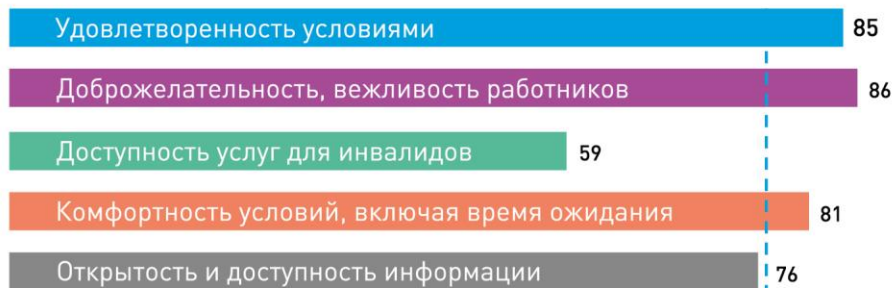 Удовлетворенность условиями 85
Доброжелательность, вежливость работников 86
Доступность услуг для инвалидов 59
Комфортность условий, включая время ожидания 81
Открытость и доступность информации 76